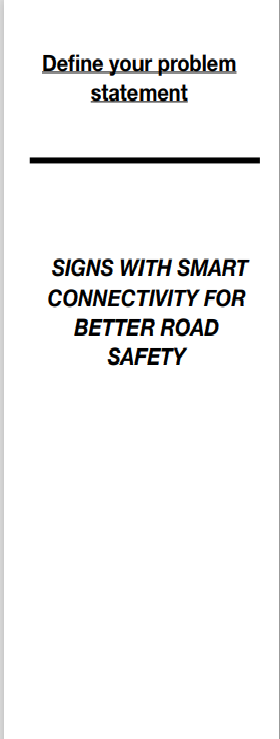 Define your problem
statement
SIGNS WITH SMART
CONNECTIVITY FOR
BETTER ROAD
SAFETY